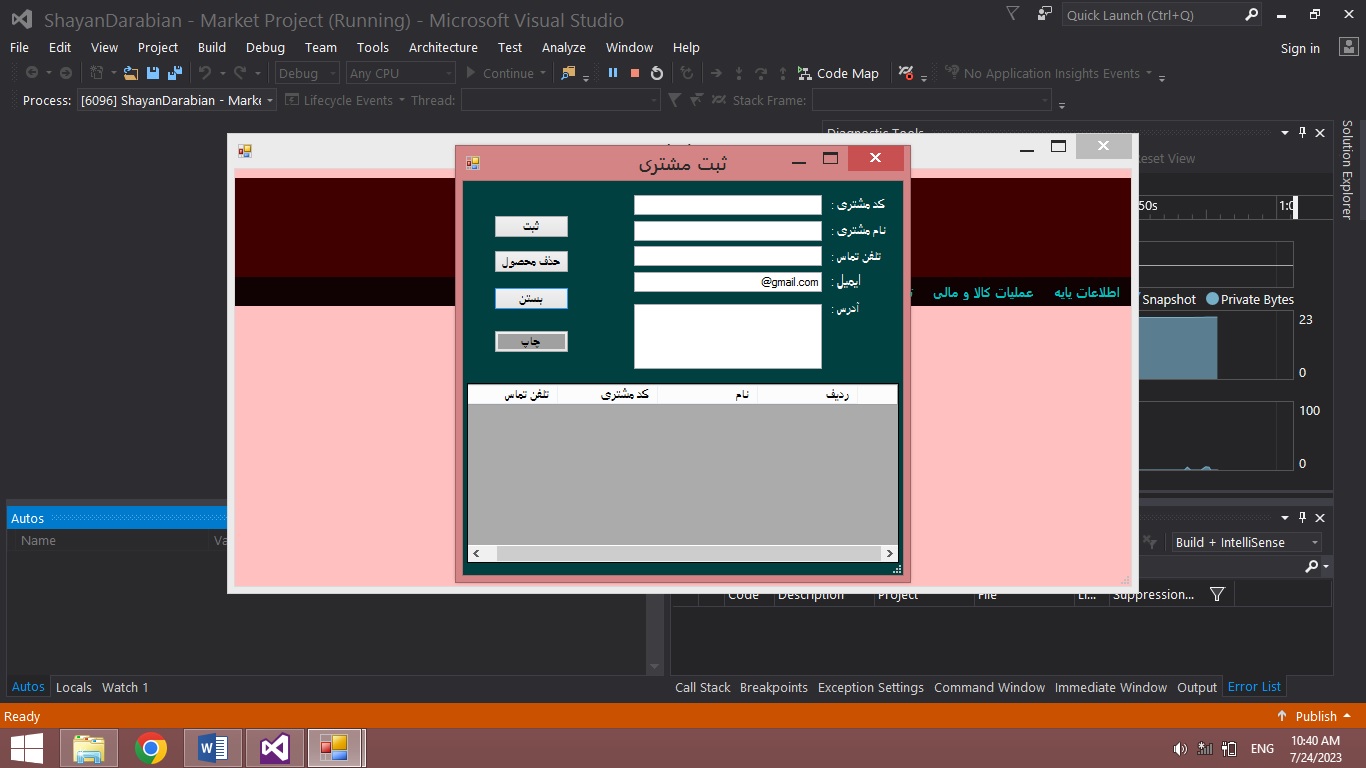 ShayanDarabian - Market Project (Running) - Microsoft Visual Studio
Quick Launch (Ctrl+Q)
File Edit View Project Build Debug Team Tools Architecture Test Analyze Window Help
Sign in
Debug Any CPU Continue Code Map No Application Insights Events
Process: [6096] ShayanDarabian - Marke Lifecycle Events Thread: Stack Frame:
Diagnostic Tools
Solution Explorer
Reset View
50s 1:0
اطلاعات پایه
عملیات کالا و مالی
Snapshot Private Bytes
23
0
100
0
ثبت مشتری
کد مشتری :
نام مشتری :
تلفن تماس :
ایمیل :
@gmail.com
آدرس :
ثبت
حذف محصول
بستن
چاپ
ردیف نام کد مشتری تلفن تماس
Autos
Name Va
Build + IntelliSense
Code Description Project File Li... Suppression...
Autos Locals Watch 1
Call Stack Breakpoints Exception Settings Command Window Immediate Window Output Error List
Ready
Publish
ENG
10:40 AM
7/24/2023